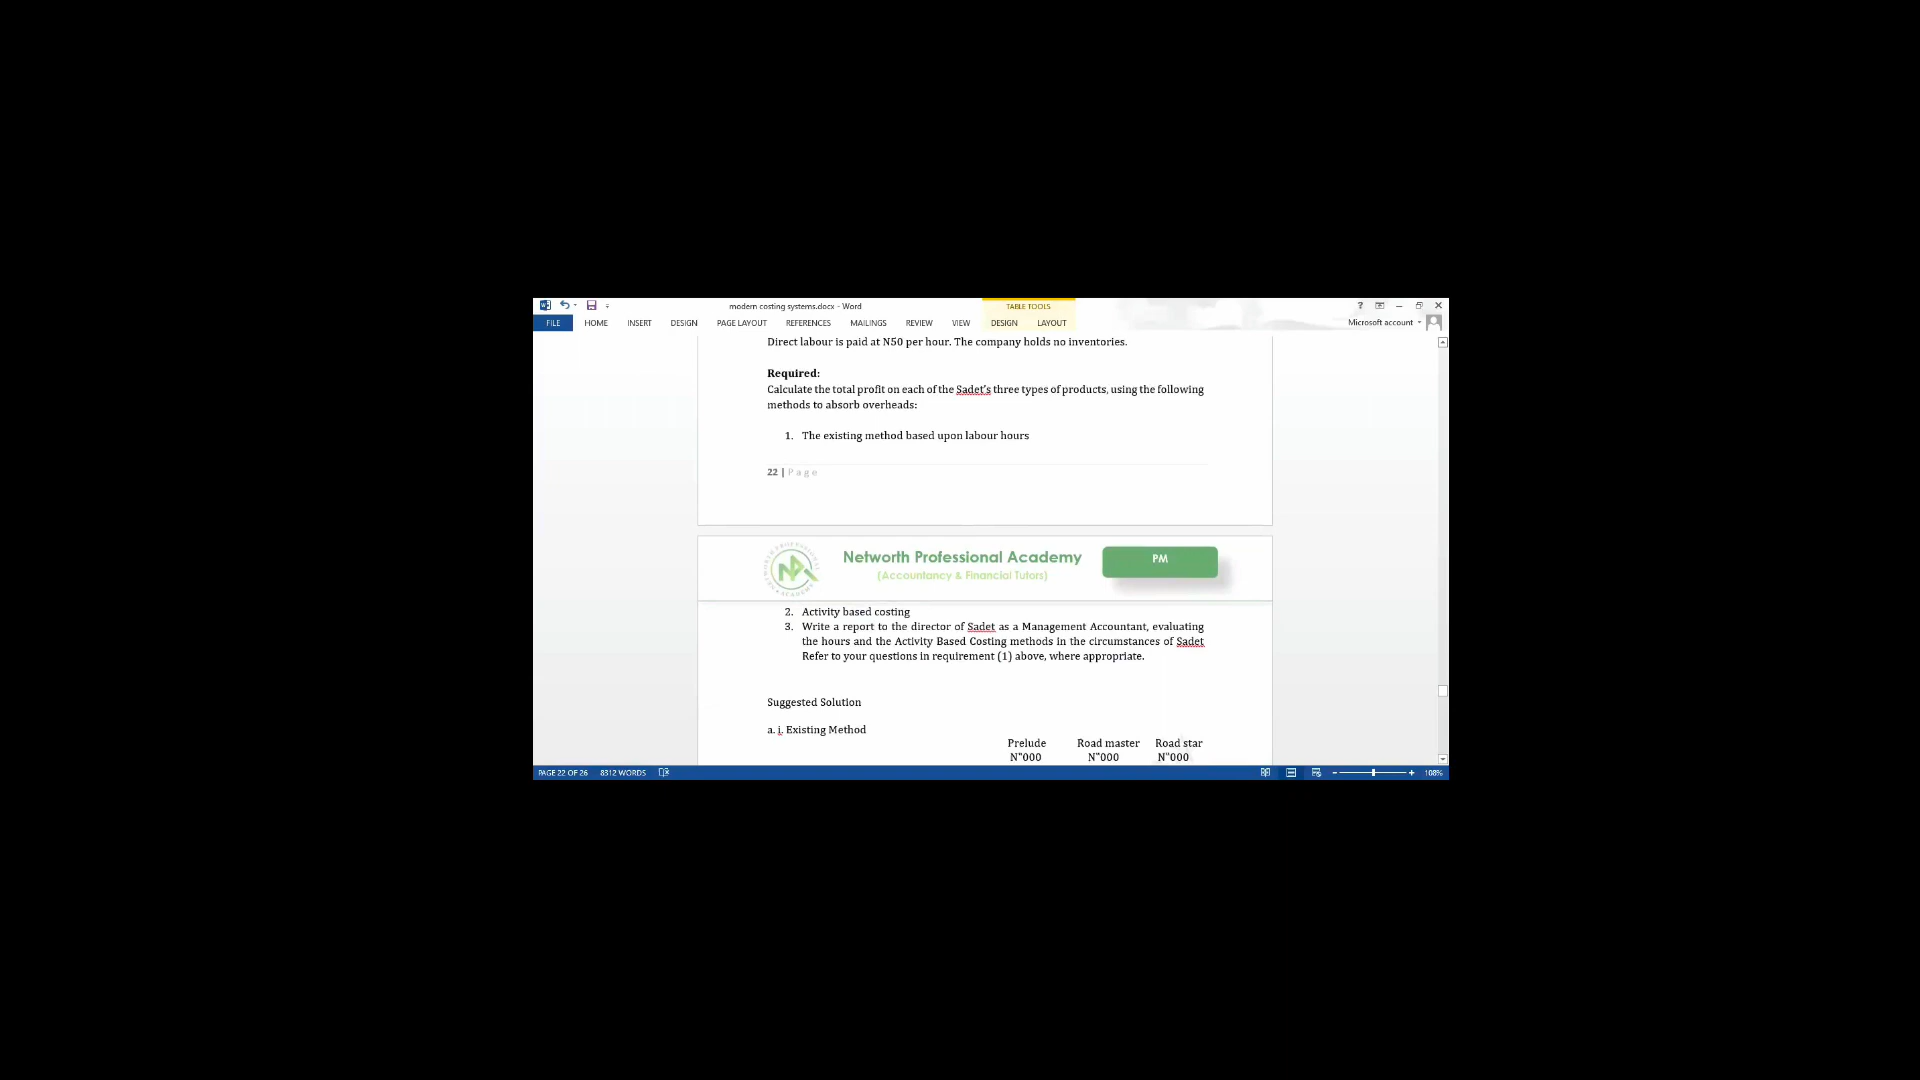 modern costing systems.docx - Word
TABLE TOOLS
FILE HOME INSERT DESIGN PAGE LAYOUT REFERENCES MAILINGS REVIEW VIEW DESIGN LAYOUT
Microsoft account
Direct labour is paid at N50 per hour. The company holds no inventories.
Required:
Calculate the total profit on each of the Sadet's three types of products, using the following
methods to absorb overheads:
1. The existing method based upon labour hours
22 | Page
NETWORTH PROFESSIONAL ACADEMY
Networth Professional Academy
(Accountancy & Financial Tutors)
PM
2. Activity based costing
3. Write a report to the director of Sadet as a Management Accountant, evaluating
the hours and the Activity Based Costing methods in the circumstances of Sadet
Refer to your questions in requirement (1) above, where appropriate.
Suggested Solution
a. i. Existing Method
Prelude Road master Road star
N"000 N"000 N"000
PAGE 22 OF 26 8312 WORDS
108%